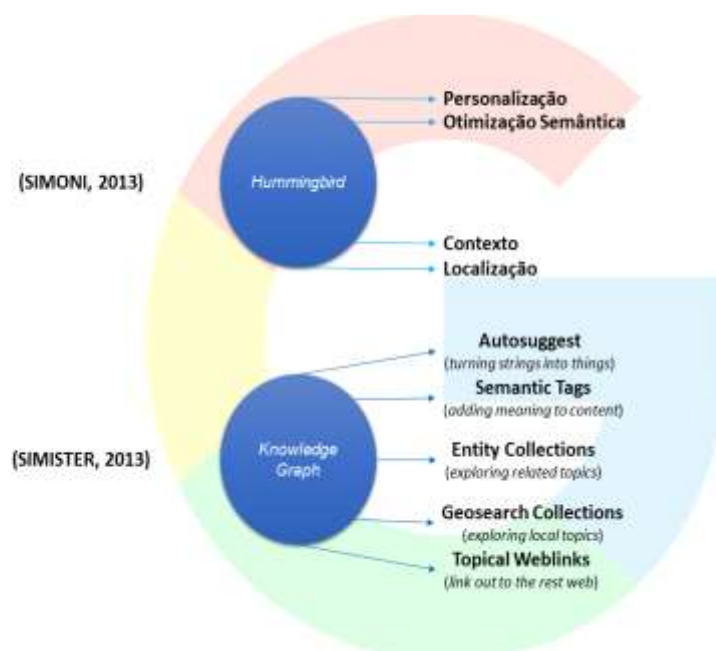 Personalização
Otimização Semântica
(SIMONI, 2013)
Hummingbird
Contexto
Localização
Autosuggest
(turning strings into things)
Semantic Tags
(adding meaning to content)
(SIMISTER, 2013)
Knowledge
Graph
Entity Collections
(exploring related topics)
Geosearch Collections
(exploring local topics)
Topical Weblinks
(link out to the rest web)